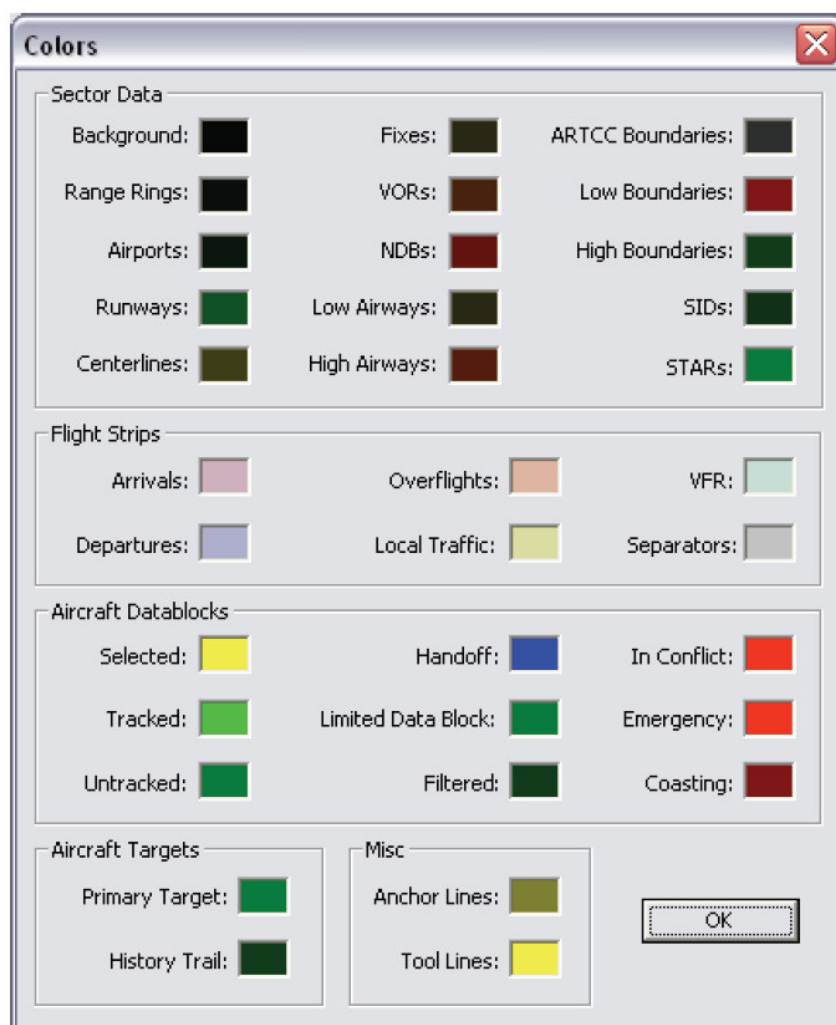 Colors
Sector Data
Background: Fixes: ARTCC Boundaries:
Range Rings: VORs: Low Boundaries:
Airports: NDBs: High Boundaries:
Runways: Low Airways: SIDs:
Centerlines: High Airways: STARs:
Flight Strips
Arrivals: Overflights: VFR:
Departures: Local Traffic: Separators:
Aircraft Datablocks
Selected: Handoff: In Conflict:
Tracked: Limited Data Block: Emergency:
Untracked: Filtered: Coasting:
Aircraft Targets Misc
Primary Target: Anchor Lines:
OK
History Trail: Tool Lines: